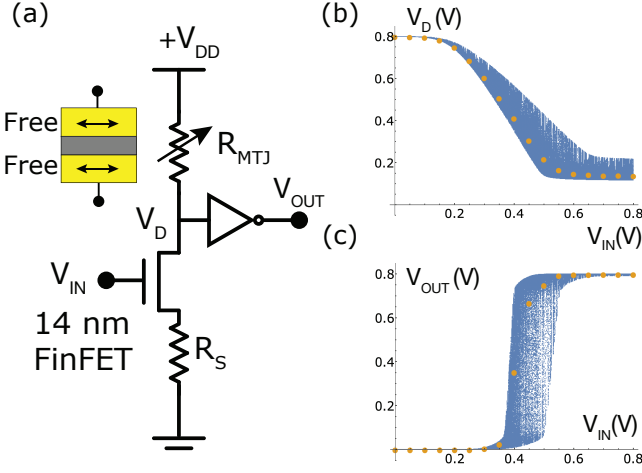 (a)
+V_DD
Free
Free
R_MTJ
V_OUT
V_D
V_IN
14 nm
FinFET
R_S
(b)
V_D (V)
0.8
0.6
0.4
0.2
0.2 0.4 0.6 0.8
V_IN (V)
(c)
V_OUT (V)
0.8
0.6
0.4
0.2
V_IN (V)
0.2 0.4 0.6 0.8